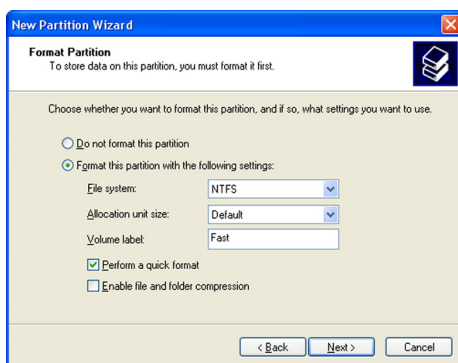 New Partition Wizard
Format Partition
To store data on this partition, you must format it first.
Choose whether you want to format this partition, and if so, what settings you want to use.
Do not format this partition
Format this partition with the following settings:
File system: NTFS
Allocation unit size: Default
Volume label: Fast
Perform a quick format
Enable file and folder compression
< Back Next > Cancel